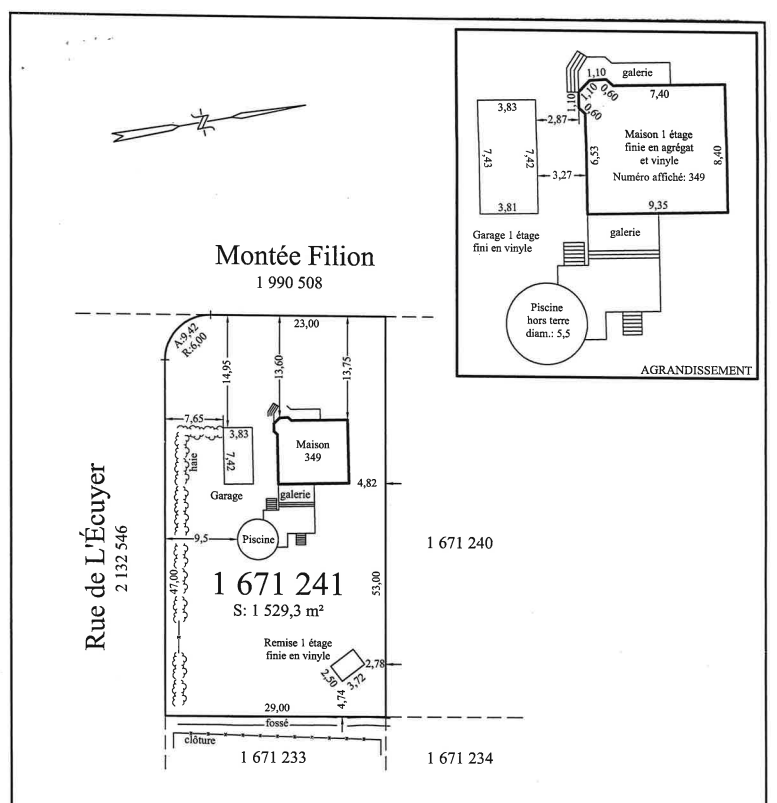 1,10
galerie
7,40
1,10
1,10
0,60
0,60
3,83
2,87
7,43
7,42
6,53
8,40
Maison 1 étage
finie en agrégat
et vinyle
Numéro affiché: 349
3,27
3,81
9,35
Garage 1 étage
fini en vinyle
galerie
Piscine
hors terre
diam.: 5,5
AGRANDISSEMENT
N
Montée Filion
1 990 508
23,00
A:9,42
R:6,00
14,95
13,60
13,75
7,65
3,83
7,42
haie
Maison
349
4,82
Garage
galerie
9,5
Piscine
Rue de L'Écuyer
2 132 546
47,00
53,00
1 671 240
1 671 241
S: 1 529,3 m²
Remise 1 étage
finie en vinyle
2,78
2,50
3,72
4,74
29,00
fossé
clôture
1 671 233
1 671 234